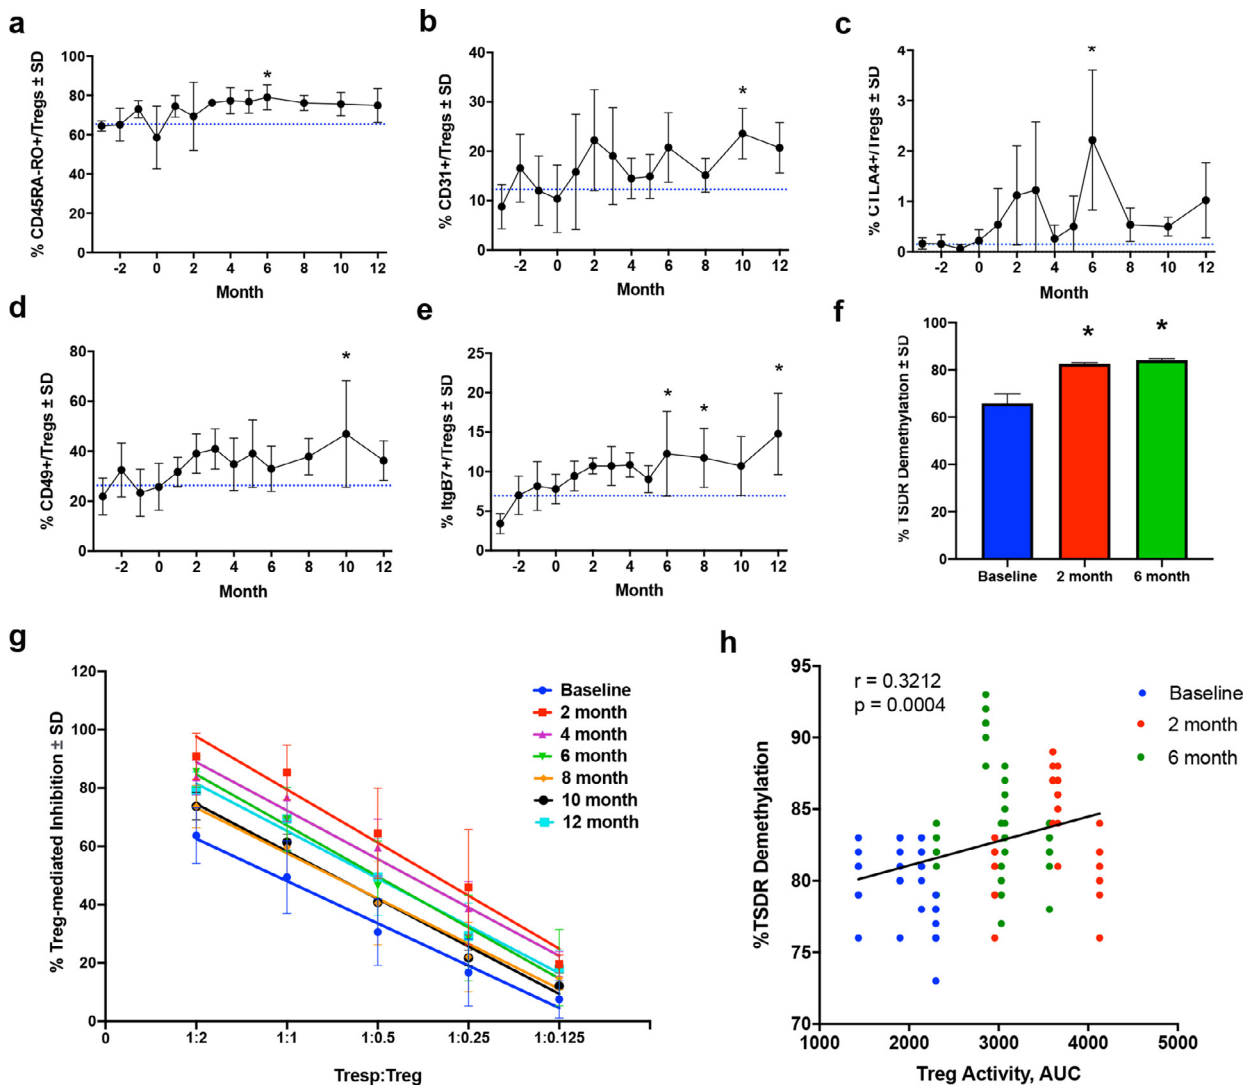 a
% CD45RA-RO+/Tregs ± SD
100
80
60
40
20
0
*
-2 0 2 4 6 8 10 12
Month
b
% CD31+/Tregs ± SD
40
30
20
10
0
*
-2 0 2 4 6 8 10 12
Month
c
% CTLA4+/Tregs ± SD
4
3
2
1
0
*
-2 0 2 4 6 8 10 12
Month
d
% CD49+/Tregs ± SD
80
60
40
20
0
*
-2 0 2 4 6 8 10 12
Month
e
% ItgB7+/Tregs ± SD
25
20
15
10
5
0
* * *
-2 0 2 4 6 8 10 12
Month
f
% TSDR Demethylation ± SD
100
80
60
40
20
0
* *
Baseline 2 month 6 month
g
% Treg-mediated Inhibition ± SD
120
100
80
60
40
20
0
0 1:2 1:1 1:0.5 1:0.25 1:0.125
Tresp:Treg
Baseline
2 month
4 month
6 month
8 month
10 month
12 month
h
%TSDR Demethylation
95
90
85
80
75
70
r = 0.3212
p = 0.0004
Baseline
2 month
6 month
1000 2000 3000 4000 5000
Treg Activity, AUC